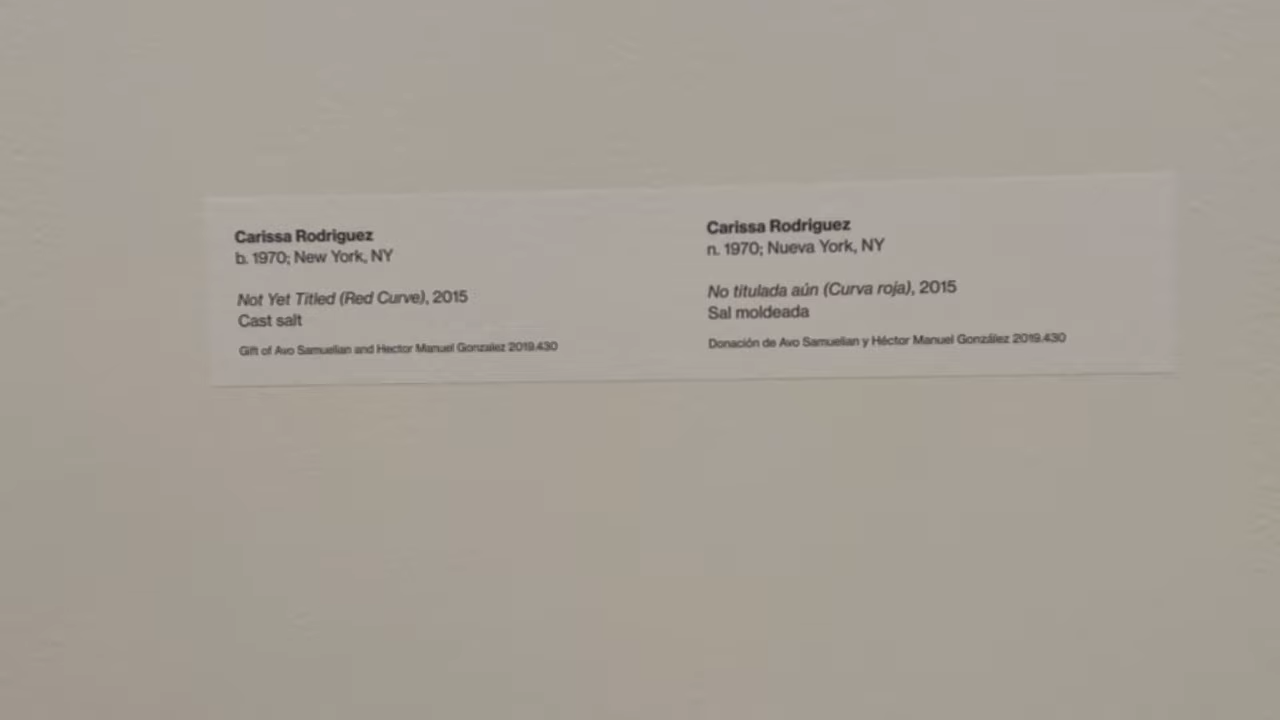 Carissa Rodriguez
b. 1970; New York, NY
Not Yet Titled (Red Curve), 2015
Cast salt
Gift of Avo Samuelian and Hector Manuel Gonzalez 2019.430
Carissa Rodriguez
n. 1970; Nueva York, NY
No titulada aún (Curva roja), 2015
Sal moldeada
Donación de Avo Samuelian y Héctor Manuel González 2019.430